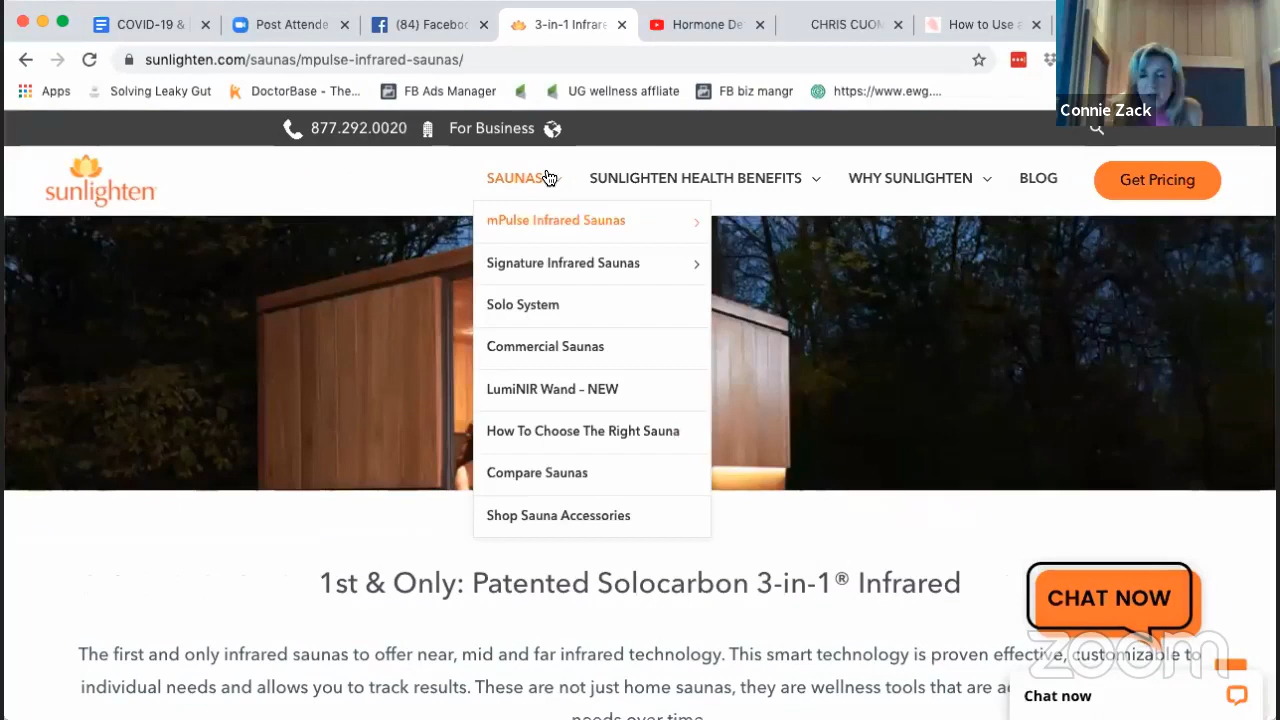 COVID-19 &
Post Attende
(84) Faceboo
3-in-1 Infrare
Hormone De
CHRIS CUOM
How to Use a
sunlighten.com/saunas/mpulse-infrared-saunas/
Apps
Solving Leaky Gut
DoctorBase - The...
FB Ads Manager
UG wellness affliate
FB biz mangr
https://www.ewg....
Connie Zack
877.292.0020
For Business
sunlighten
SAUNAS
SUNLIGHTEN HEALTH BENEFITS
WHY SUNLIGHTEN
BLOG
Get Pricing
mPulse Infrared Saunas
Signature Infrared Saunas
Solo System
Commercial Saunas
LumiNIR Wand – NEW
How To Choose The Right Sauna
Compare Saunas
Shop Sauna Accessories
1st & Only: Patented Solocarbon 3-in-1® Infrared
CHAT NOW
zoom
The first and only infrared saunas to offer near, mid and far infrared technology. This smart technology is proven effective, customizable to
individual needs and allows you to track results. These are not just home saunas, they are wellness tools that are
needs over time.
Chat now